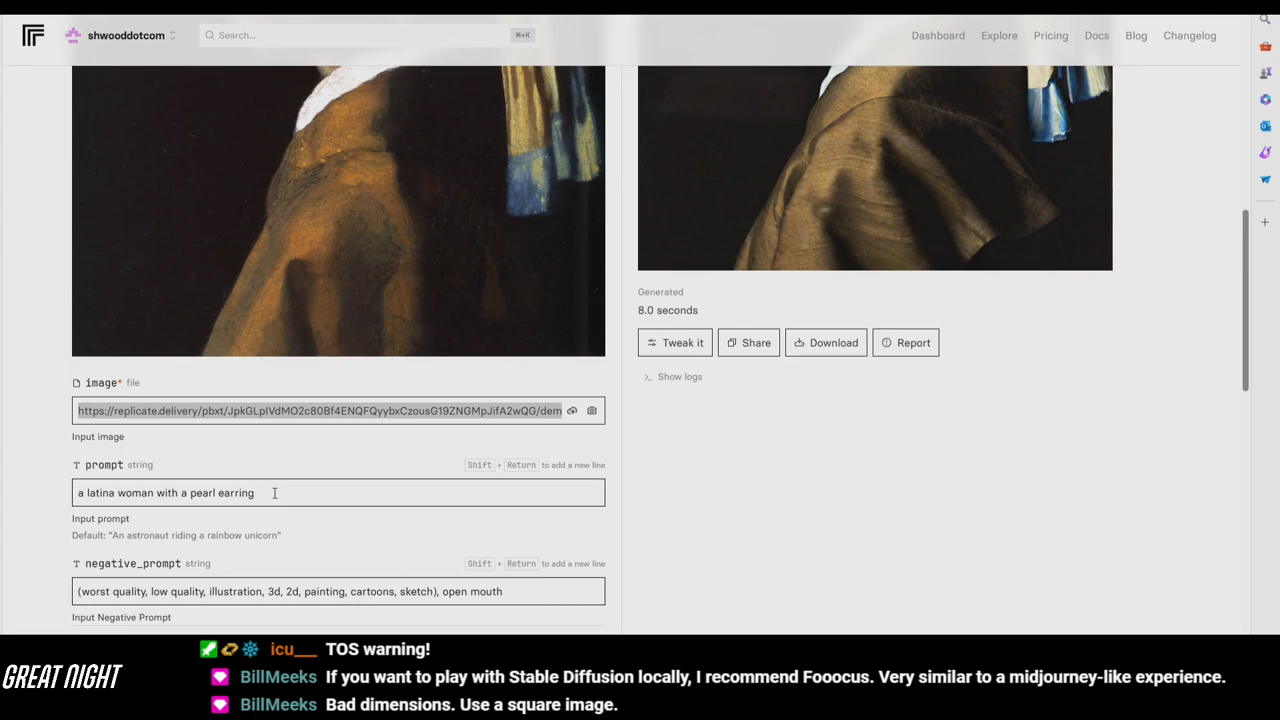 shwooddotcom
Search...
⌘+K
Dashboard
Explore
Pricing
Docs
Blog
Changelog
Generated
8.0 seconds
Tweak it
Share
Download
Report
>_ Show logs
image* file
https://replicate.delivery/pbxt/JpkGLpIVdMO2c80Bf4ENQFQyybxCzousG19ZNGMpJifA2wQG/dem
Input image
T prompt string
Shift + Return to add a new line
a latina woman with a pearl earring
Input prompt
Default: "An astronaut riding a rainbow unicorn"
T negative_prompt string
Shift + Return to add a new line
(worst quality, low quality, illustration, 3d, 2d, painting, cartoons, sketch), open mouth
Input Negative Prompt
GREAT NIGHT
icu___ TOS warning!
BillMeeks If you want to play with Stable Diffusion locally, I recommend Fooocus. Very similar to a midjourney-like experience.
BillMeeks Bad dimensions. Use a square image.